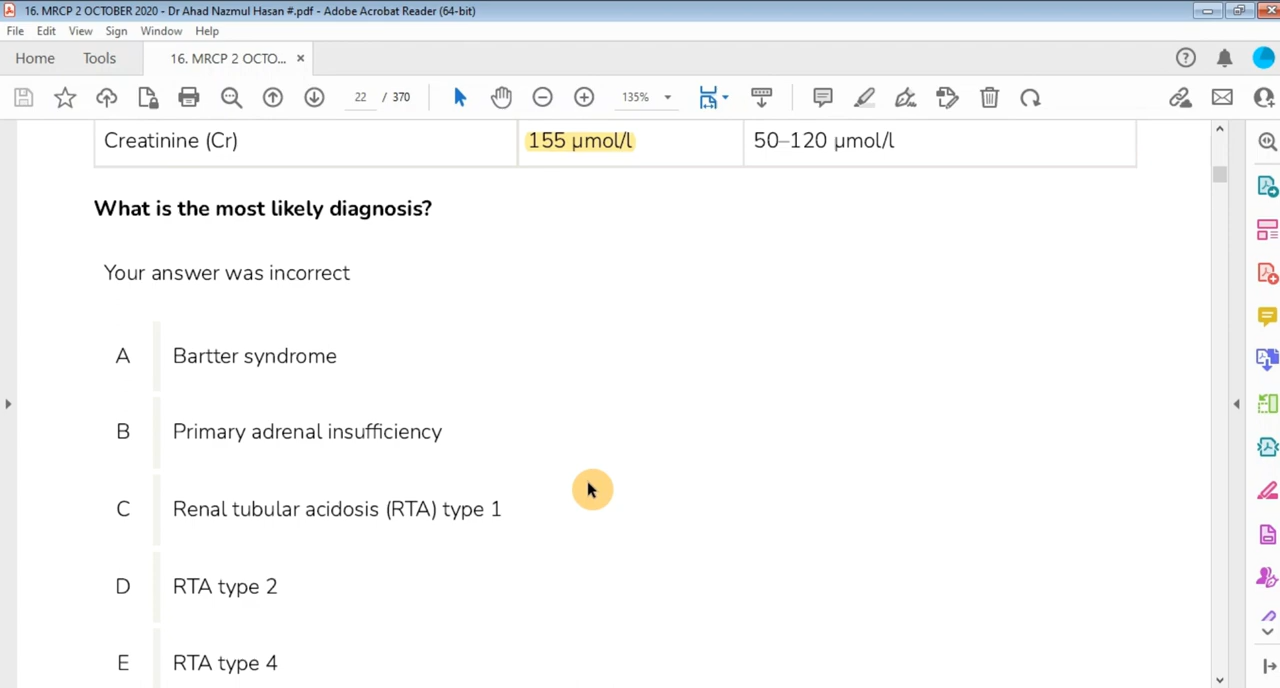 16. MRCP 2 OCTOBER 2020 - Dr Ahad Nazmul Hasan #.pdf - Adobe Acrobat Reader (64-bit)
File Edit View Sign Window Help
Home Tools 16. MRCP 2 OCTO... ×
22 / 370 135%
Creatinine (Cr) 155 µmol/l 50–120 µmol/l
What is the most likely diagnosis?
Your answer was incorrect
A Bartter syndrome
B Primary adrenal insufficiency
C Renal tubular acidosis (RTA) type 1
D RTA type 2
E RTA type 4